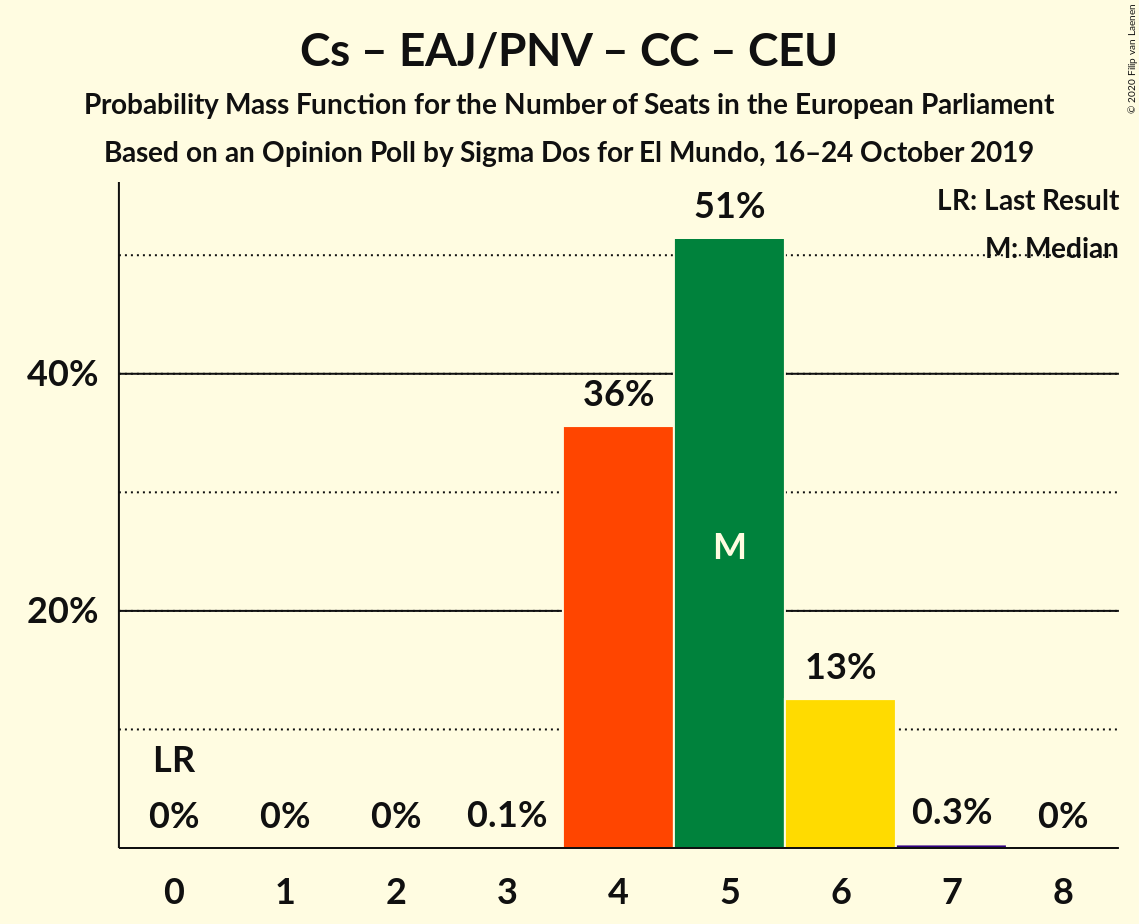 Cs – EAJ/PNV – CC – CEU
Probability Mass Function for the Number of Seats in the European Parliament
Based on an Opinion Poll by Sigma Dos for El Mundo, 16–24 October 2019
© 2020 Filip van Laenen
LR: Last Result
M: Median
51%
40%
36%
M
20%
13%
LR
0% 0% 0% 0.1% 0.3% 0%
0 1 2 3 4 5 6 7 8